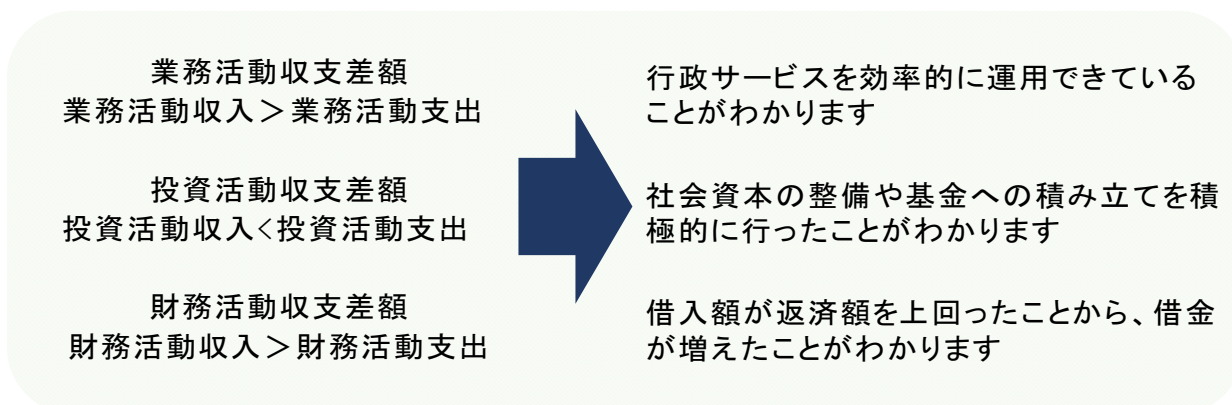 業務活動収支差額
業務活動収入＞業務活動支出
行政サービスを効率的に運用できている
ことがわかります
投資活動収支差額
投資活動収入<投資活動支出
社会資本の整備や基金への積み立てを積
極的に行ったことがわかります
財務活動収支差額
財務活動収入＞財務活動支出
借入額が返済額を上回ったことから、借金
が増えたことがわかります